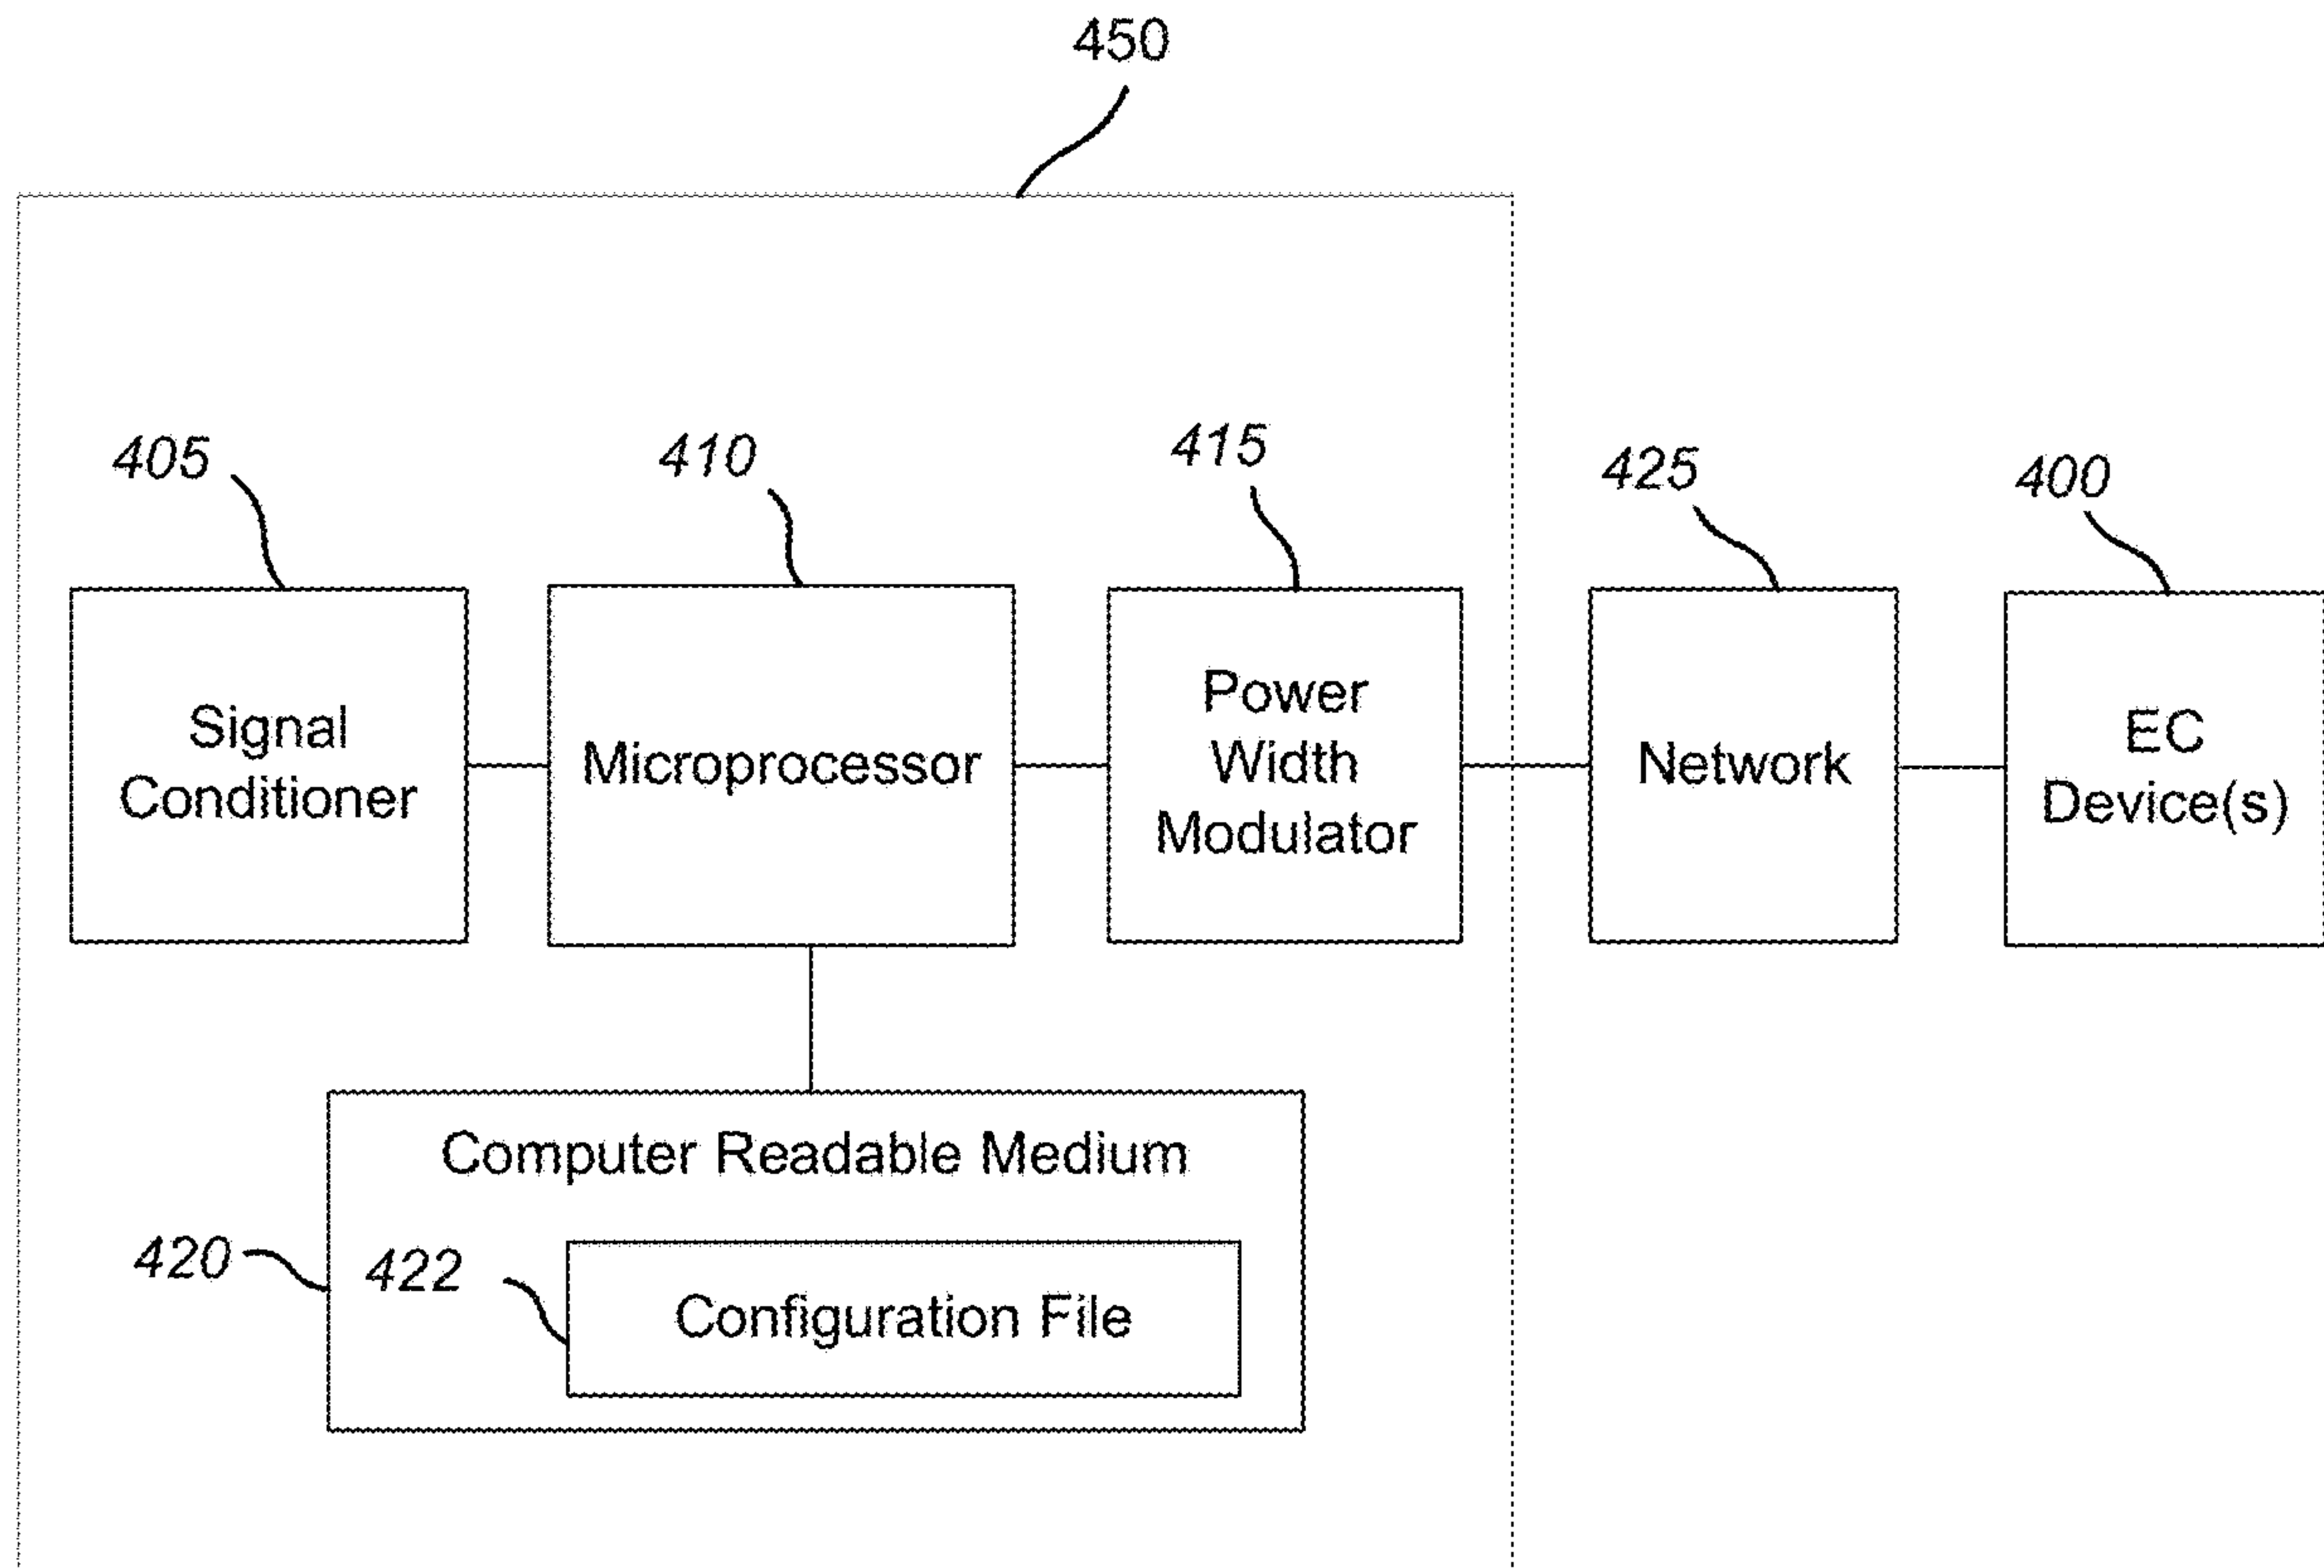 450
405
410
415
425
400
Signal
Conditioner
Microprocessor
Power
Width
Modulator
Network
EC
Device(s)
Computer Readable Medium
420
422
Configuration File